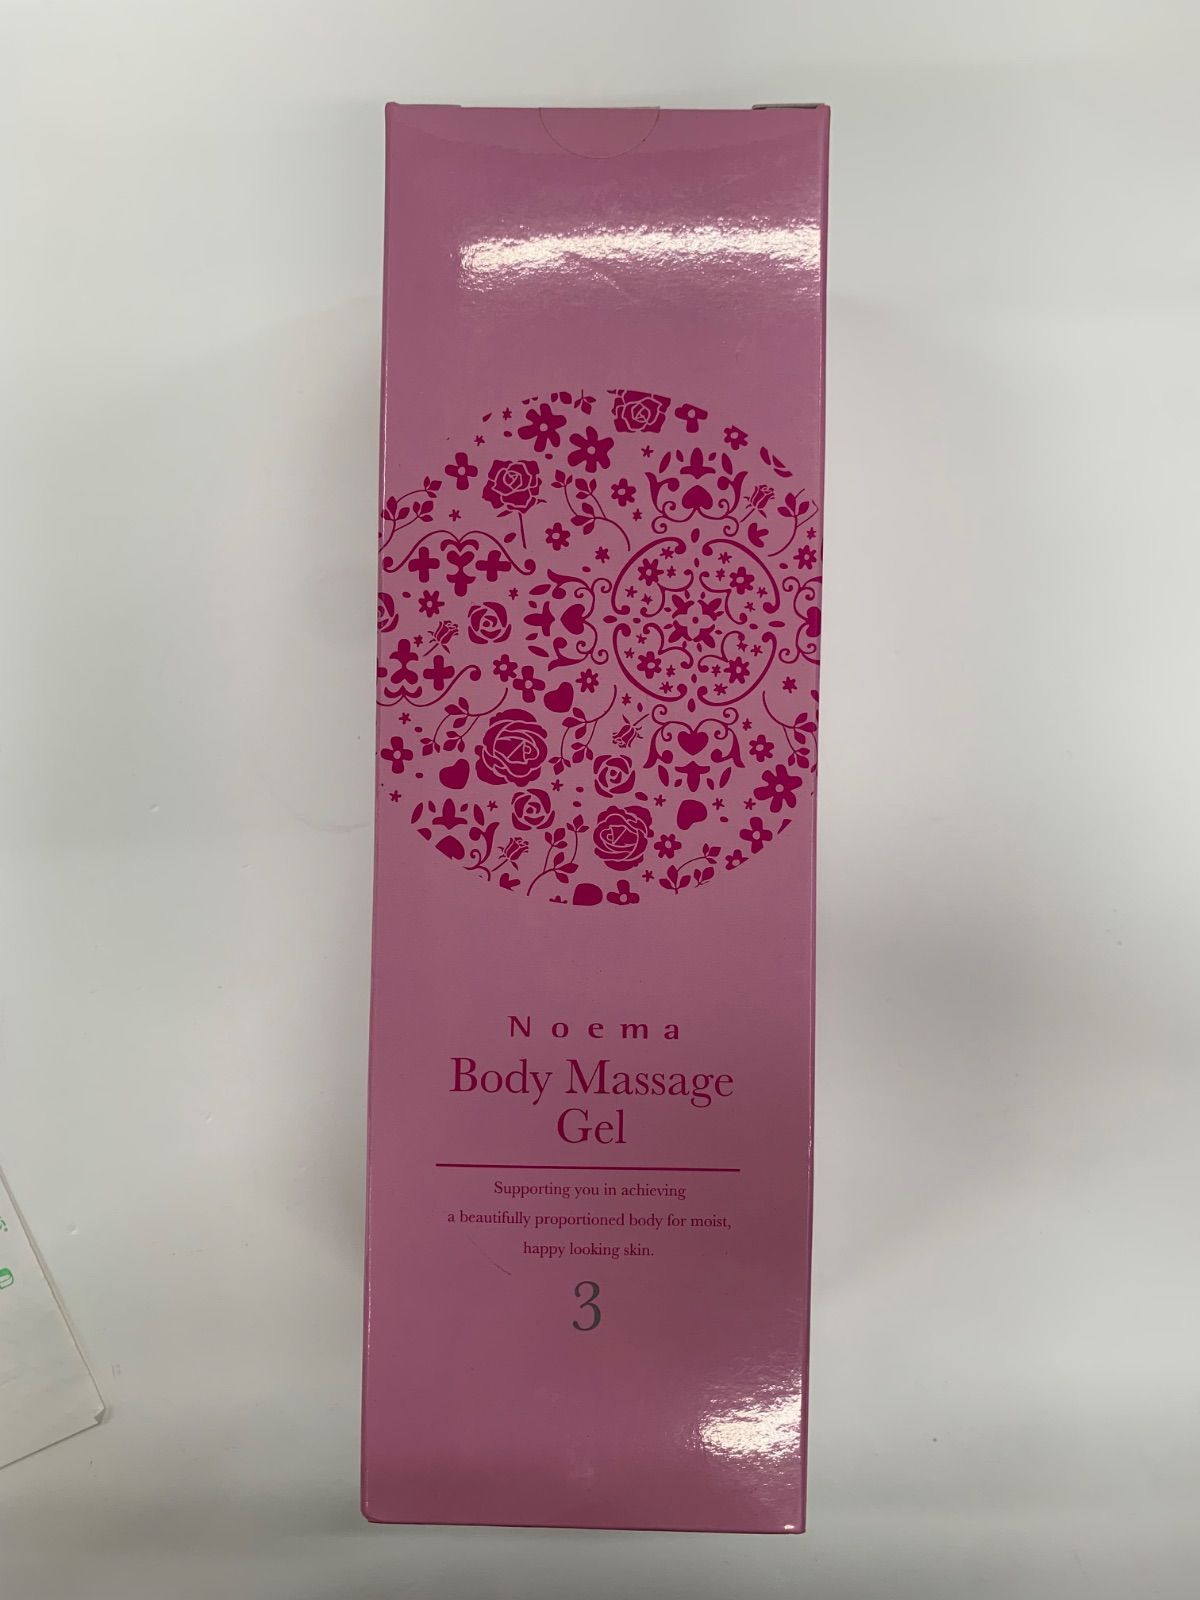 Noema
Body Massage
Gel
Supporting you in achieving
a beautifully proportioned body for moist,
happy looking skin.
3